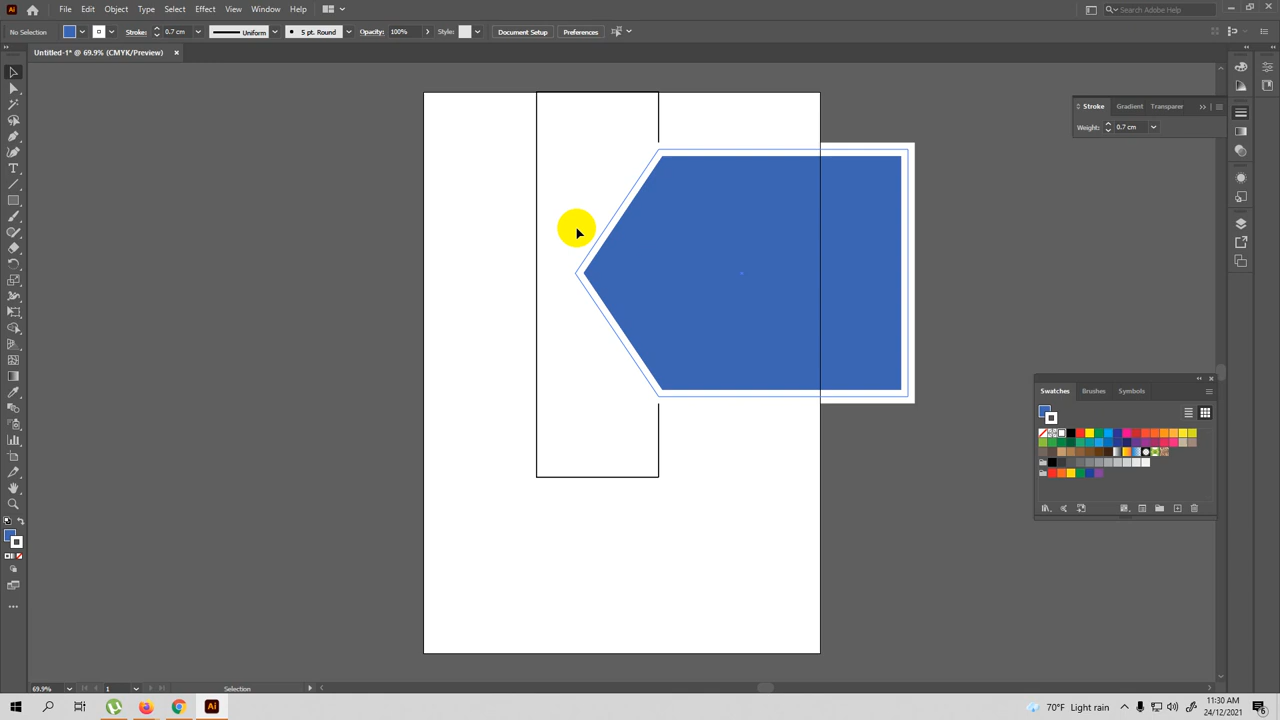 Ai File Edit Object Type Select Effect View Window Help Search Adobe Help
No Selection Stroke: 0.7 cm Uniform 5 pt. Round Opacity: 100% Style: Document Setup Preferences
Untitled-1* @ 69.9% (CMYK/Preview)
Stroke Gradient Transparer
Weight: 0.7 cm
Swatches Brushes Symbols
69.9% 1 Selection
Ai 70°F Light rain 11:30 AM
24/12/2021 6